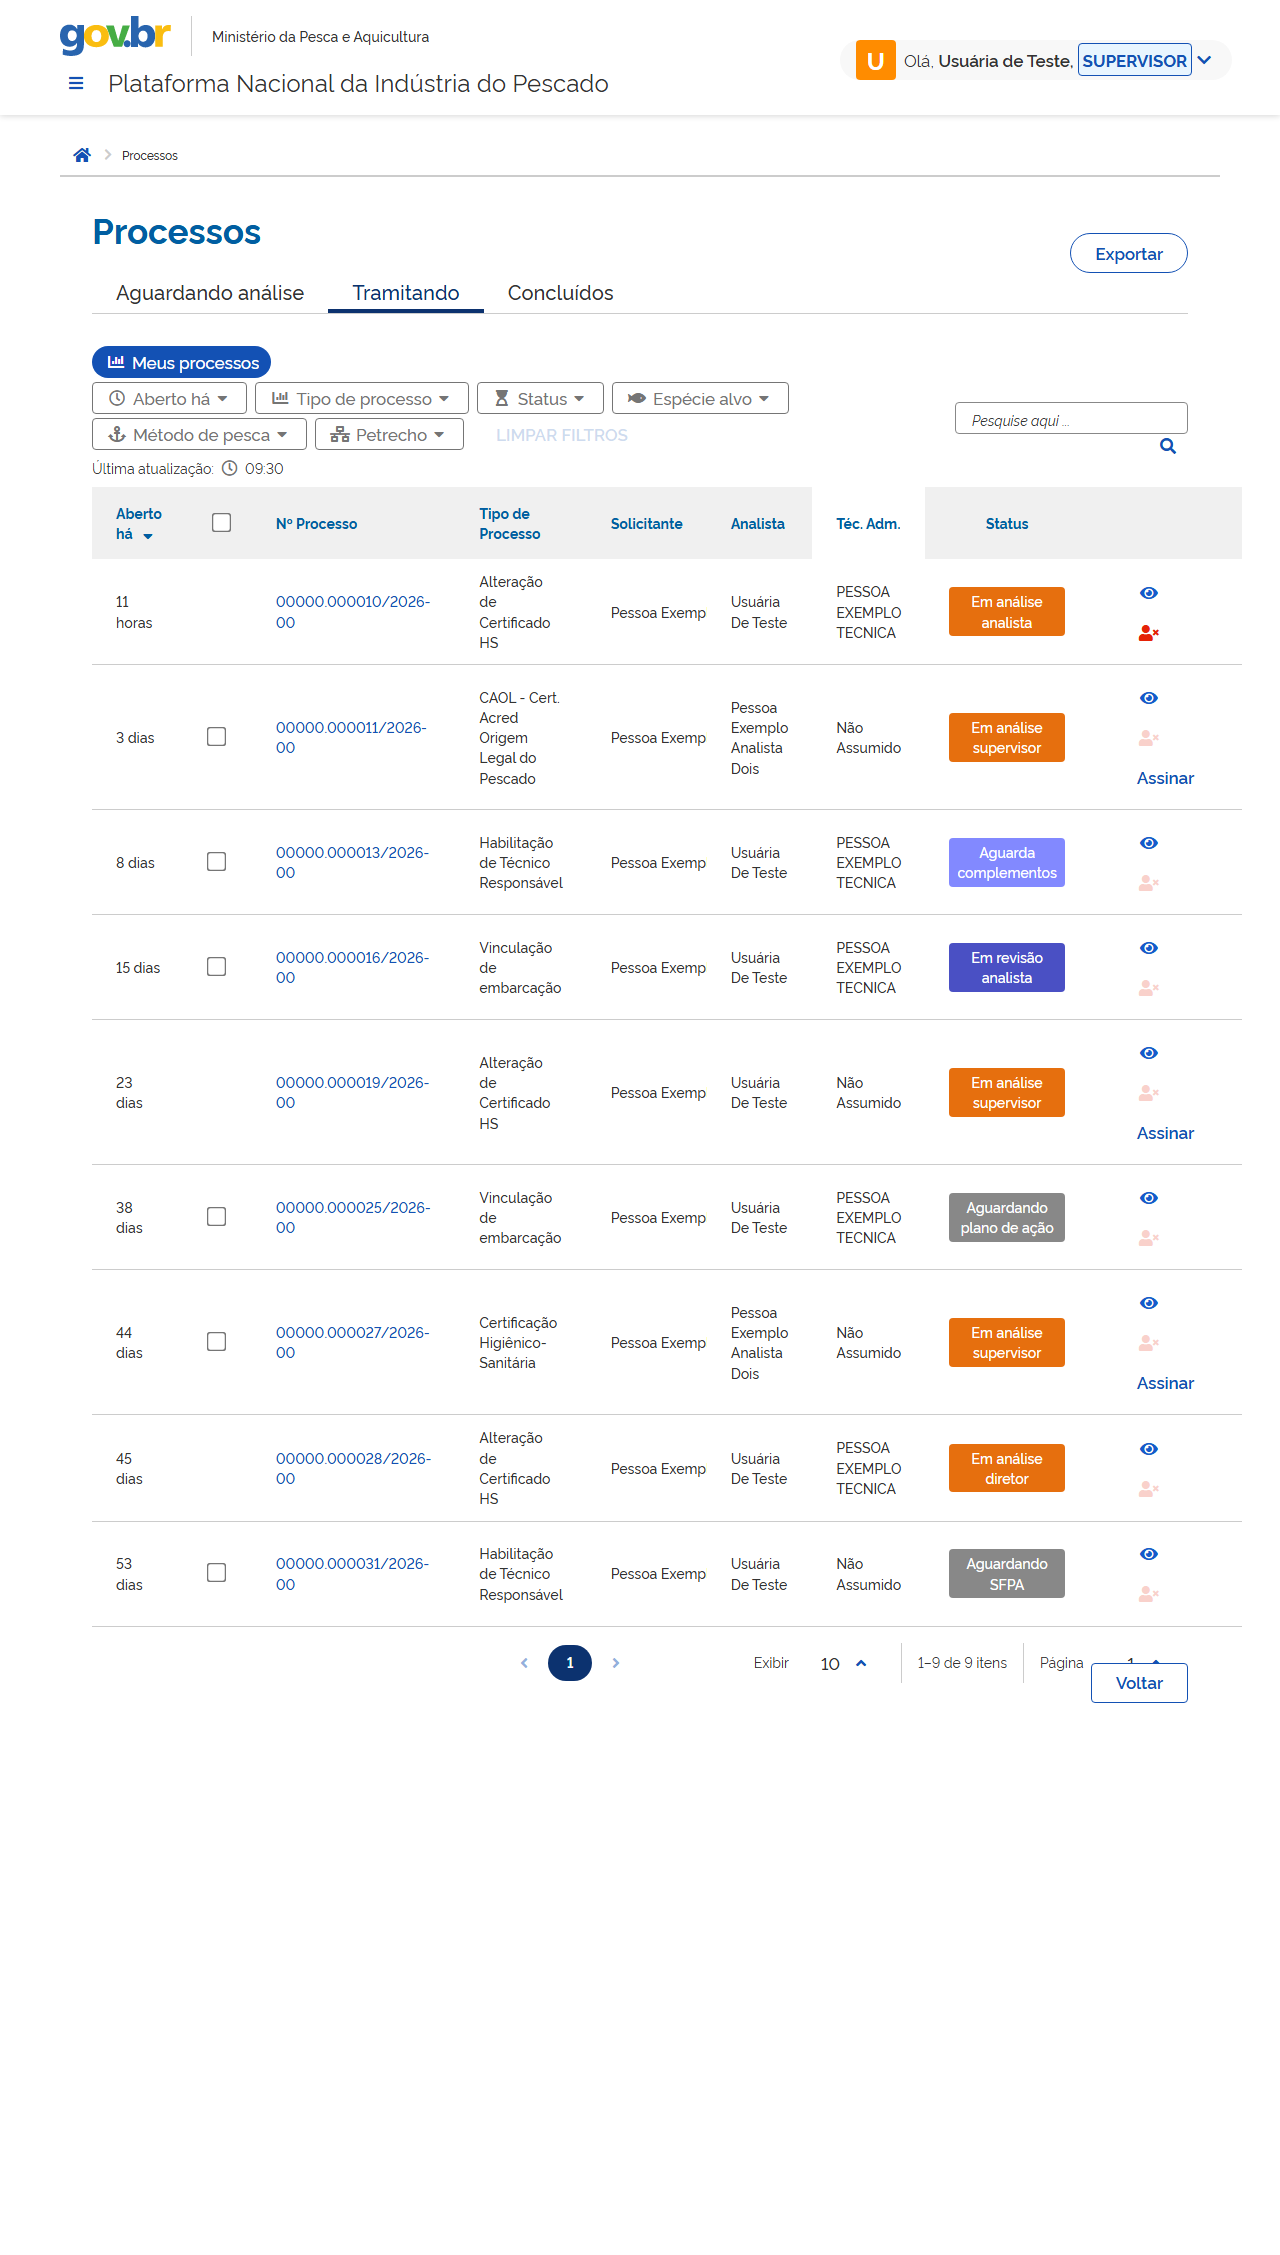 gov.br
Ministério da Pesca e Aquicultura
Plataforma Nacional da Indústria do Pescado
U
Olá, Usuária de Teste, SUPERVISOR
Processos
Processos
Exportar
Aguardando análise
Tramitando
Concluídos
Meus processos
Aberto há
Tipo de processo
Status
Espécie alvo
Método de pesca
Petrecho
LIMPAR FILTROS
Pesquise aqui ...
Última atualização: 09:30
Aberto
há
Nº Processo
Tipo de
Processo
Solicitante
Analista
Téc. Adm.
Status
11
horas
00000.000010/2026-
00
Alteração
de
Certificado
HS
Pessoa Exemp
Usuária
De Teste
PESSOA
EXEMPLO
TECNICA
Em análise
analista
3 dias
00000.000011/2026-
00
CAOL - Cert.
Acred
Origem
Legal do
Pescado
Pessoa Exemp
Pessoa
Exemplo
Analista
Dois
Não
Assumido
Em análise
supervisor
Assinar
8 dias
00000.000013/2026-
00
Habilitação
de Técnico
Responsável
Pessoa Exemp
Usuária
De Teste
PESSOA
EXEMPLO
TECNICA
Aguarda
complementos
15 dias
00000.000016/2026-
00
Vinculação
de
embarcação
Pessoa Exemp
Usuária
De Teste
PESSOA
EXEMPLO
TECNICA
Em revisão
analista
23
dias
00000.000019/2026-
00
Alteração
de
Certificado
HS
Pessoa Exemp
Usuária
De Teste
Não
Assumido
Em análise
supervisor
Assinar
38
dias
00000.000025/2026-
00
Vinculação
de
embarcação
Pessoa Exemp
Usuária
De Teste
PESSOA
EXEMPLO
TECNICA
Aguardando
plano de ação
44
dias
00000.000027/2026-
00
Certificação
Higiênico-
Sanitária
Pessoa Exemp
Pessoa
Exemplo
Analista
Dois
Não
Assumido
Em análise
supervisor
Assinar
45
dias
00000.000028/2026-
00
Alteração
de
Certificado
HS
Pessoa Exemp
Usuária
De Teste
PESSOA
EXEMPLO
TECNICA
Em análise
diretor
53
dias
00000.000031/2026-
00
Habilitação
de Técnico
Responsável
Pessoa Exemp
Usuária
De Teste
Não
Assumido
Aguardando
SFPA
1
Exibir
10
1–9 de 9 itens
Página
1
Voltar